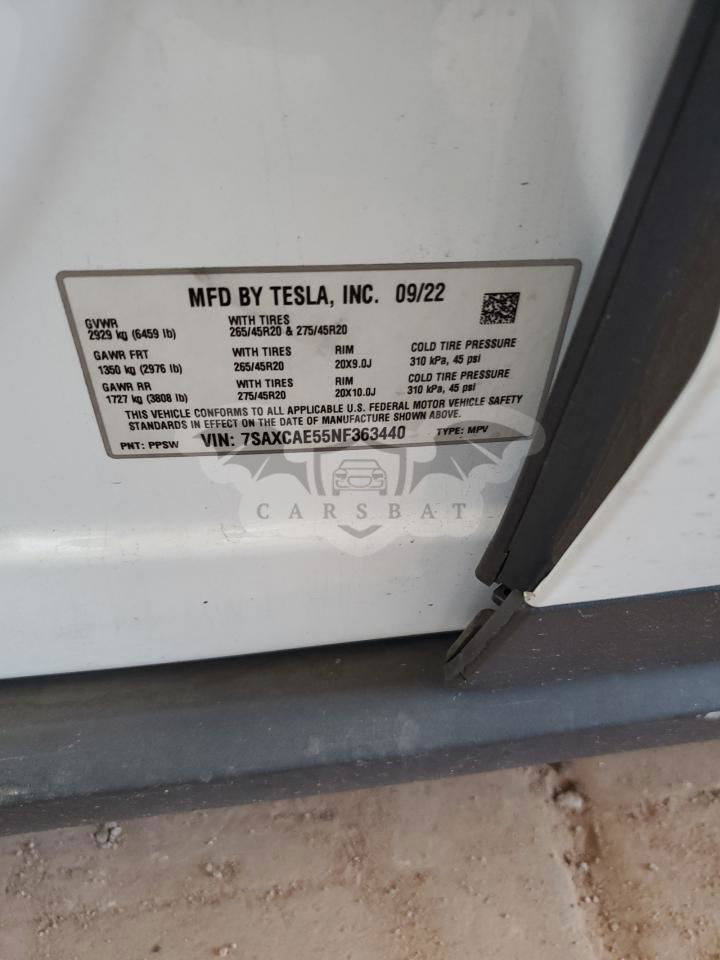 MFD BY TESLA, INC. 09/22
GVWR
2929 kg (6459 lb)
WITH TIRES
265/45R20 & 275/45R20
GAWR FRT
1350 kg (2976 lb)
WITH TIRES
265/45R20
RIM
20X9.0J
COLD TIRE PRESSURE
310 kPa, 45 psi
GAWR RR
1727 kg (3808 lb)
WITH TIRES
275/45R20
RIM
20X10.0J
COLD TIRE PRESSURE
310 kPa, 45 psi
THIS VEHICLE CONFORMS TO ALL APPLICABLE U.S. FEDERAL MOTOR VEHICLE SAFETY
STANDARDS IN EFFECT ON THE DATE OF MANUFACTURE SHOWN ABOVE.
PNT: PPSW VIN: 7SAXCAE55NF363440 TYPE: MPV
CARSBAT